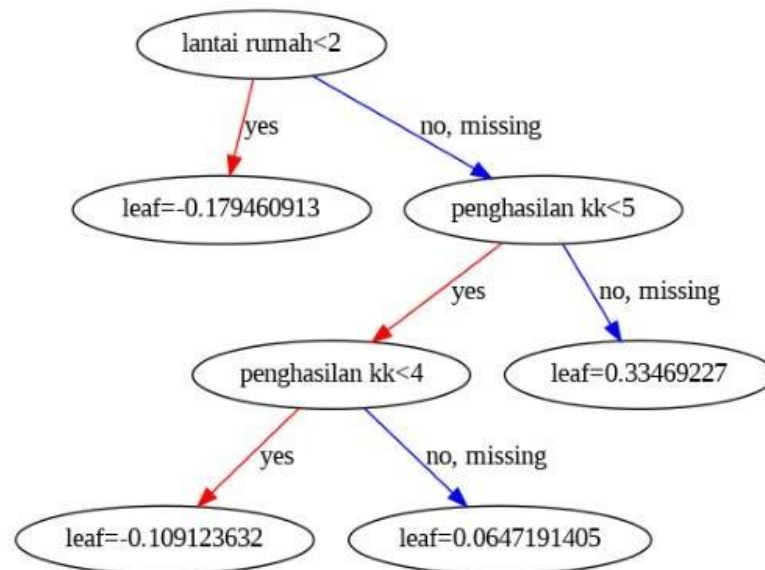 lantai rumah<2
yes
no, missing
leaf=-0.179460913
penghasilan kk<5
yes
no, missing
penghasilan kk<4
leaf=0.33469227
yes
no, missing
leaf=-0.109123632
leaf=0.0647191405